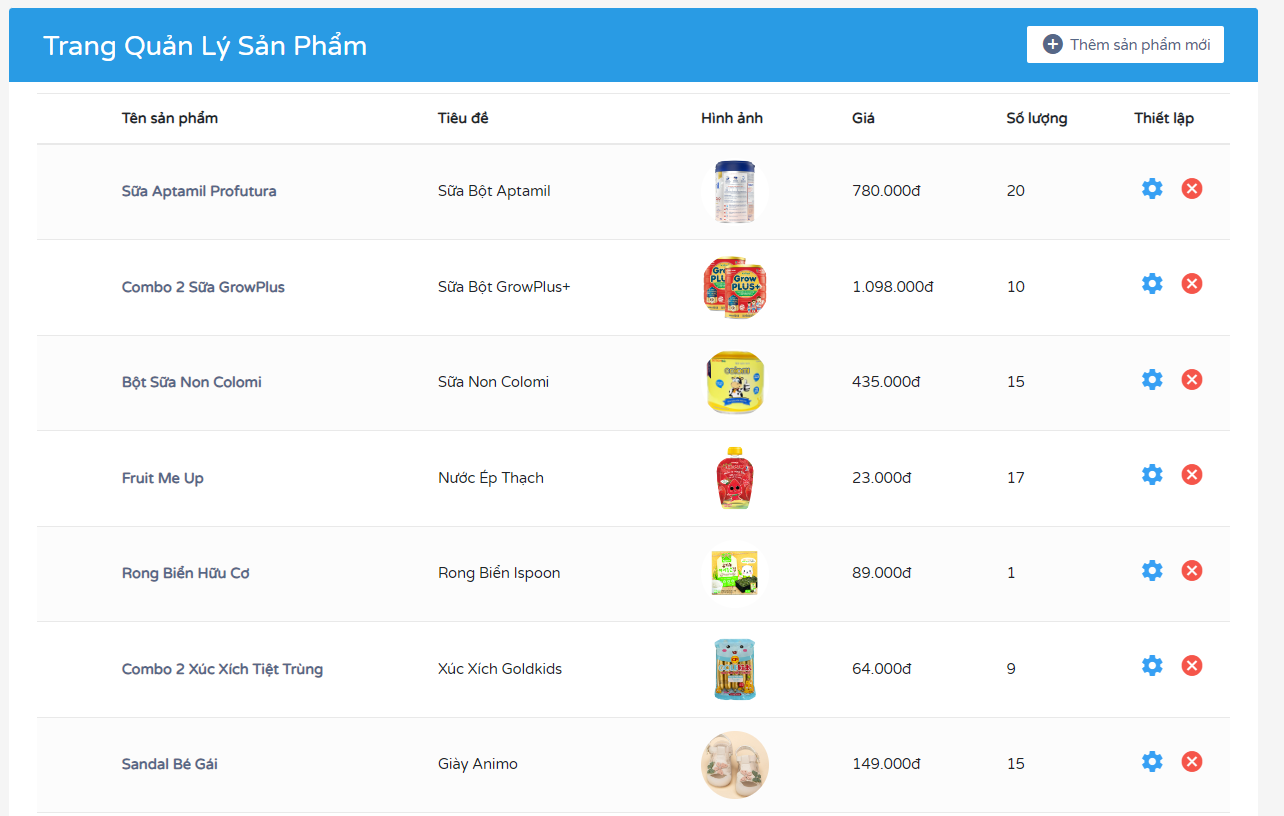 Trang Quản Lý Sản Phẩm
Thêm sản phẩm mới
Tên sản phẩm Tiêu đề Hình ảnh Giá Số lượng Thiết lập
Sữa Aptamil Profutura Sữa Bột Aptamil 780.000đ 20
Combo 2 Sữa GrowPlus Sữa Bột GrowPlus+ 1.098.000đ 10
Grow
PLUS+
Bột Sữa Non Colomi Sữa Non Colomi 435.000đ 15
colomi
Fruit Me Up Nước Ép Thạch 23.000đ 17
Rong Biển Hữu Cơ Rong Biển Ispoon 89.000đ 1
Combo 2 Xúc Xích Tiệt Trùng Xúc Xích Goldkids 64.000đ 9
Sandal Bé Gái Giày Animo 149.000đ 15